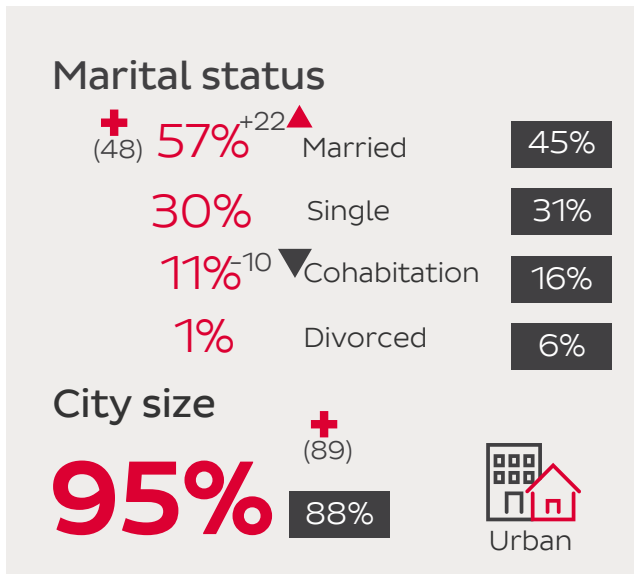 Marital status
+ (48) 57% +22▲ Married 45%
30% Single 31%
11% -10▼ Cohabitation 16%
1% Divorced 6%
City size
+ (89)
95% 88%
Urban